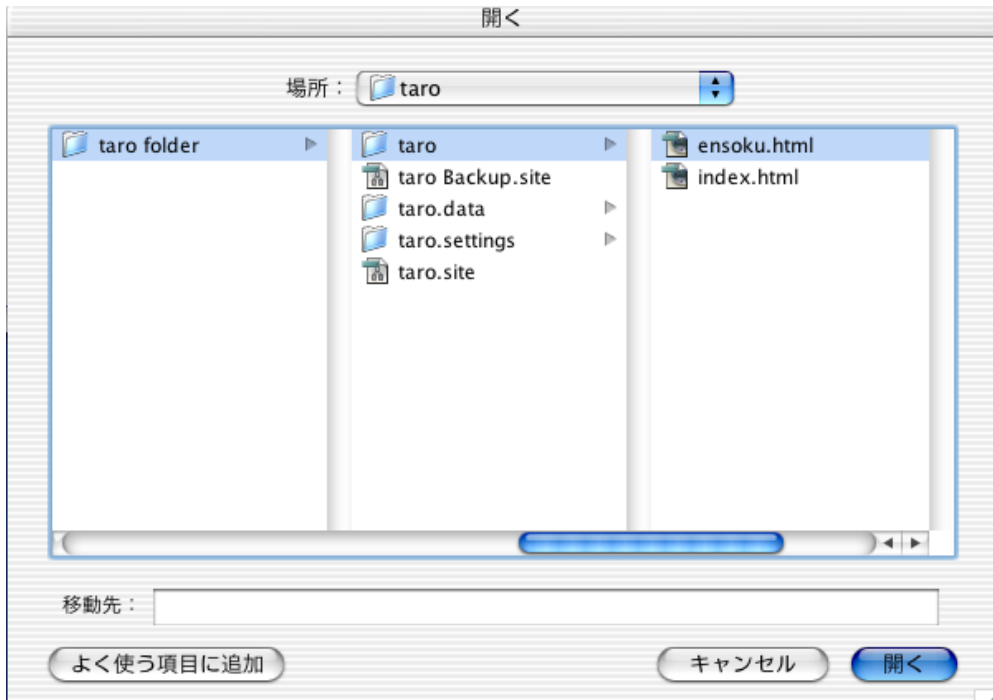 開く
場所： taro
taro folder
taro
taro Backup.site
taro.data
taro.settings
taro.site
ensoku.html
index.html
移動先：
よく使う項目に追加
キャンセル
開く